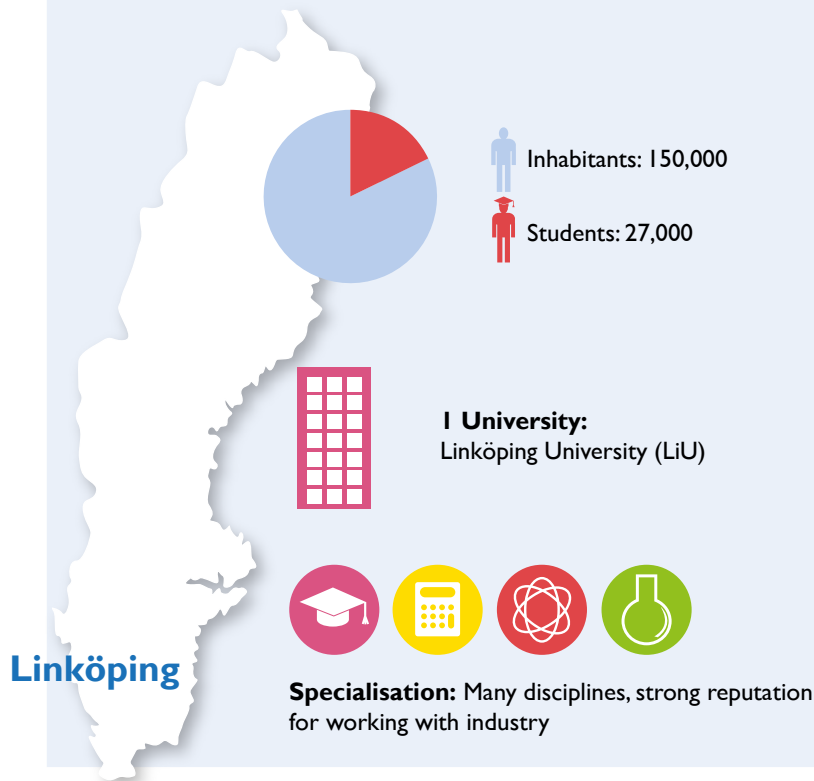 Inhabitants: 150,000
Students: 27,000
1 University:
Linköping University (LiU)
Linköping
Specialisation: Many disciplines, strong reputation
for working with industry